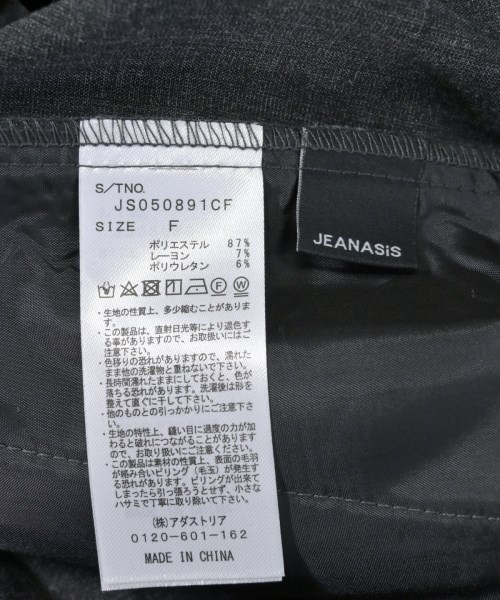 S/TNO.
JS050891CF
SIZE F
ポリエステル 87%
レーヨン 7%
ポリウレタン 6%
・生地の性質上、多少縮むことがありま
す。
・この製品は、直射日光等により退色す
る事がありますので、お取扱いにはご
注意下さい。
・色移りの恐れがありますので、濡れた
まま他の洗濯物と重ねないで下さい。
・長時間濡れたままにしておくと、色が
落ちる恐れがあります。洗濯後は形を
整えて直ぐに干して下さい。
・他のものとの引っかかりにご注意下さ
い。
・生地の特性上、縫い目に過度の力が加
わると破れにつながることがあります
ので、お取り扱いにご注意ください。
・この製品は素材の性質上、表面の毛羽
が絡み合いピリング（毛玉）が発生す
る恐れがあります。ピリングが出来て
しまったら引っ張ろうとせず、小さな
ハサミで丁寧に取り除いて下さい。
(株)アダストリア
0120-601-162
MADE IN CHINA
JEANASiS